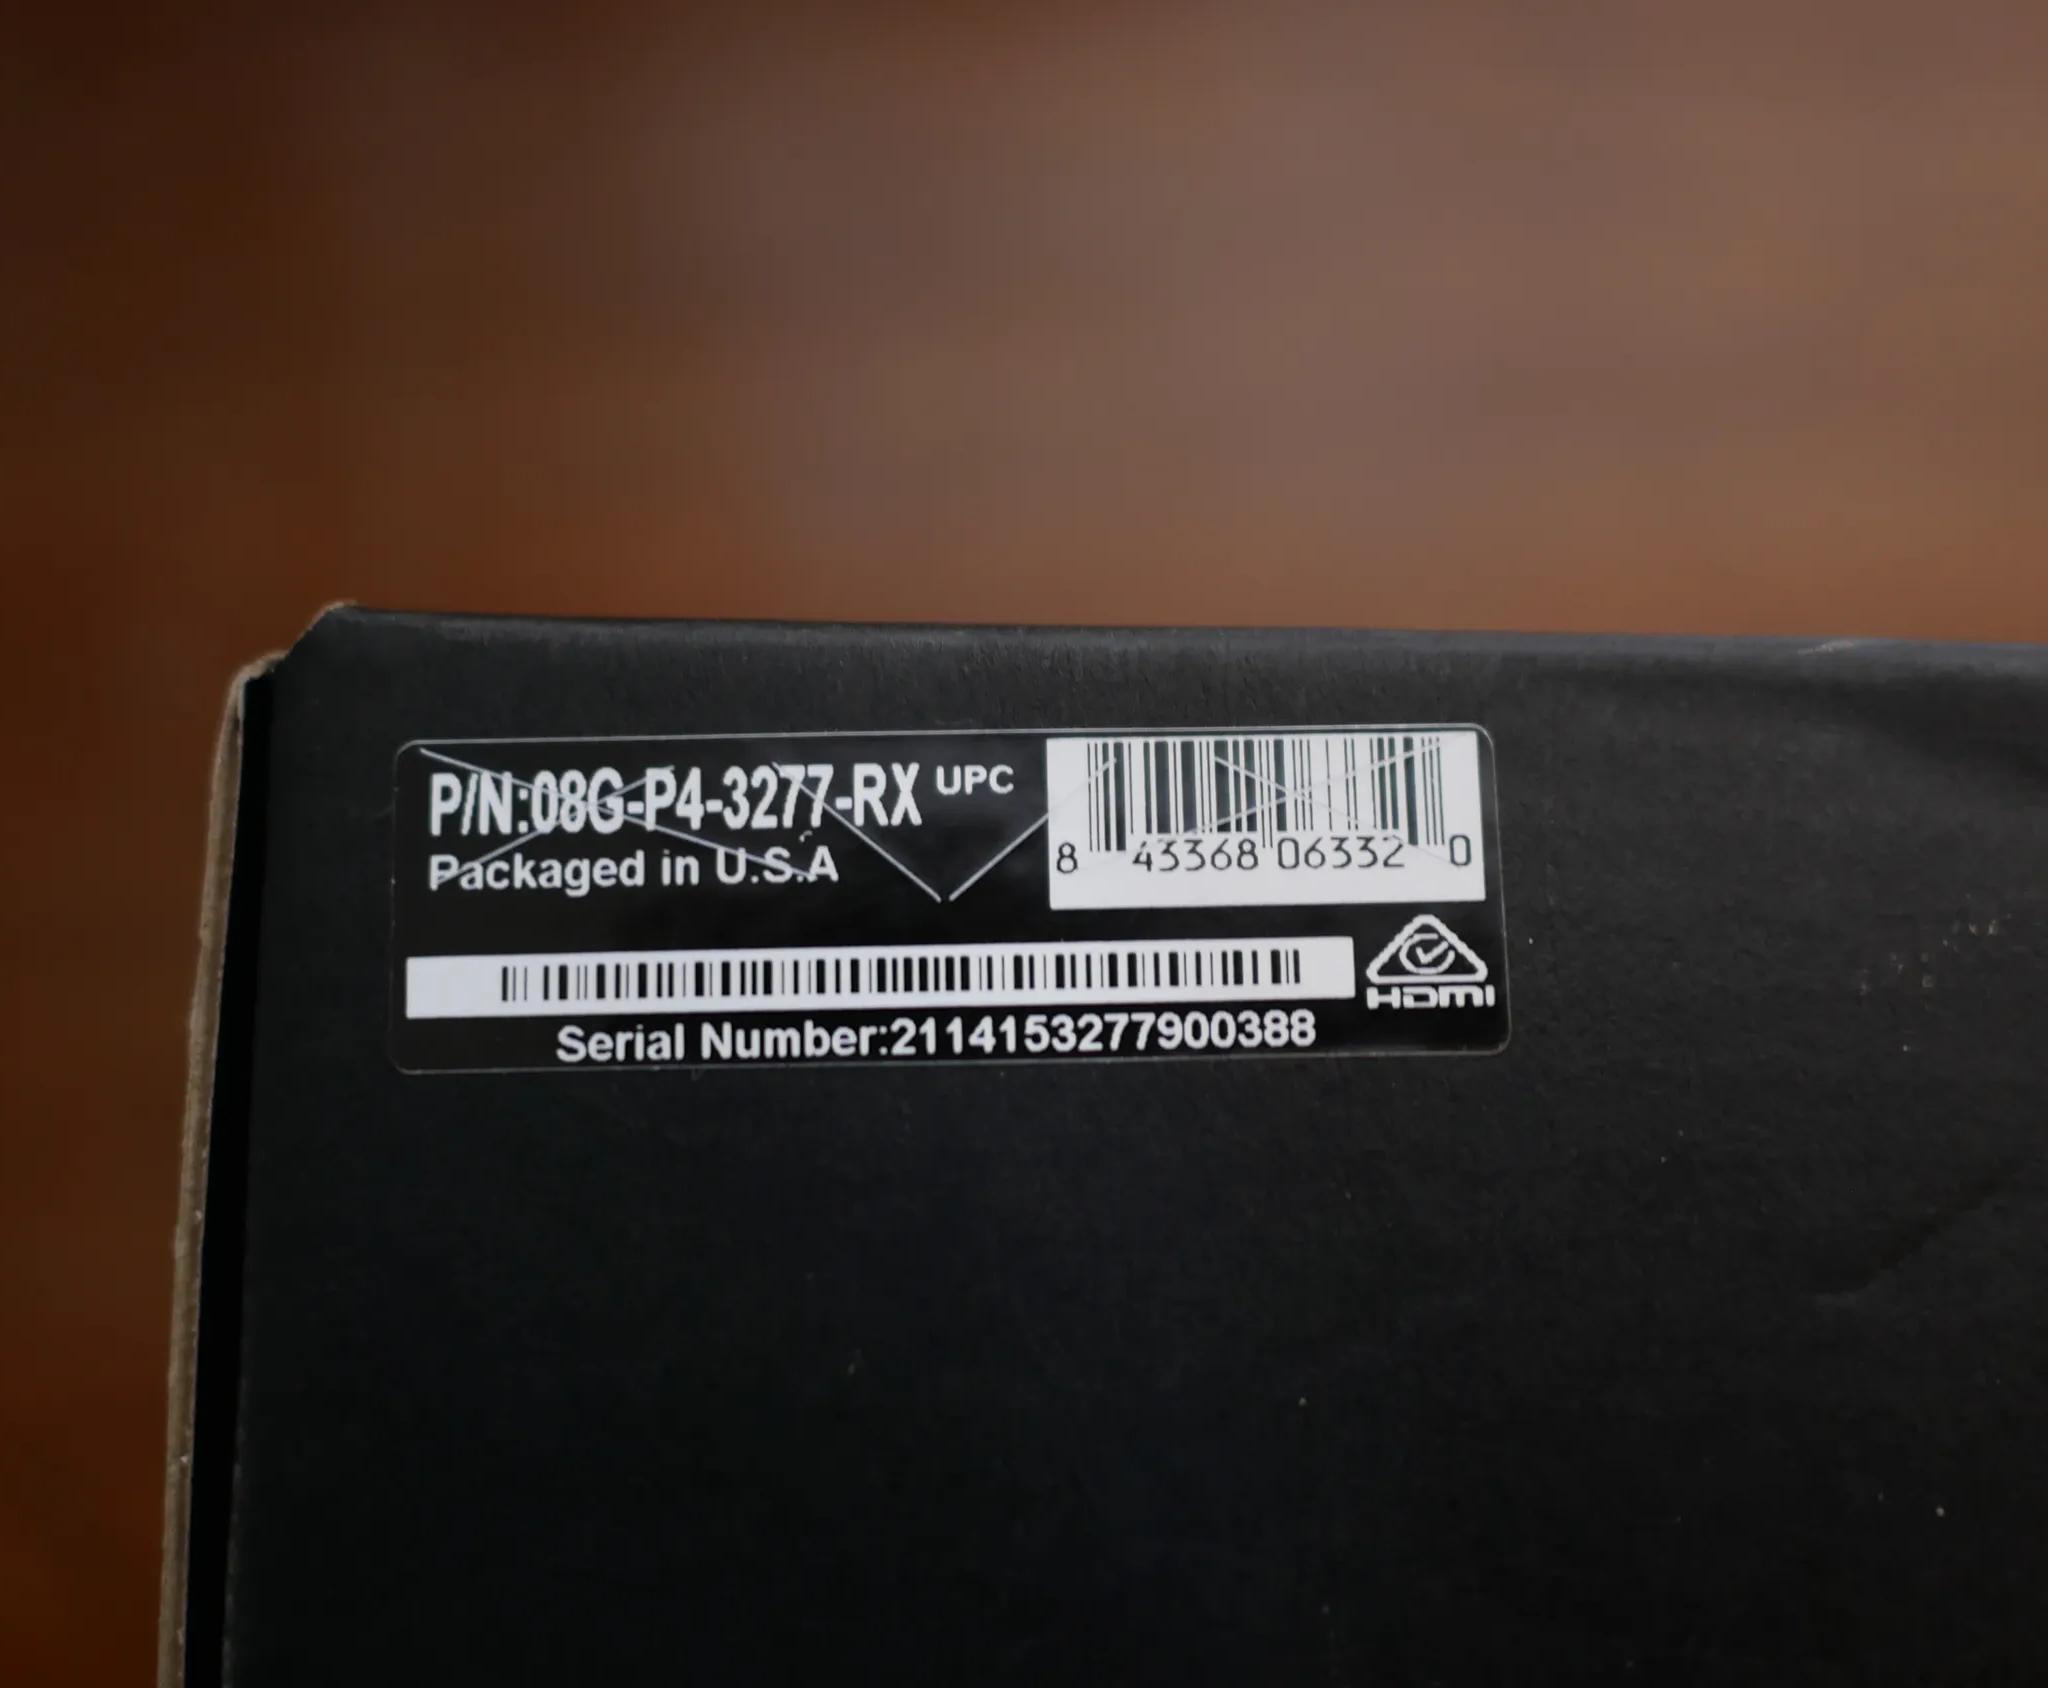 P/N:08G-P4-3277-RX UPC
Packaged in U.S.A
8 43368 06332 0
HDMI
Serial Number:2114153277900388